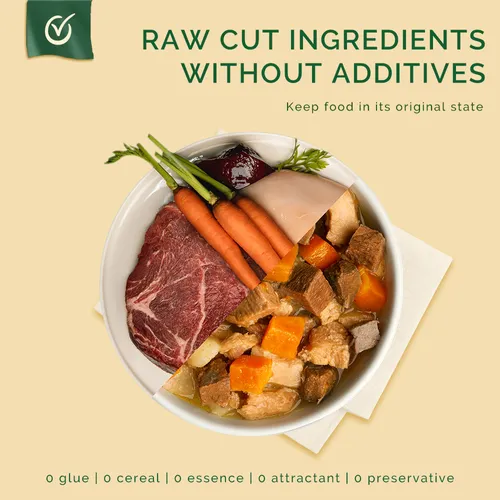 RAW CUT INGREDIENTS
WITHOUT ADDITIVES
Keep food in its original state
0 glue | 0 cereal | 0 essence | 0 attractant | 0 preservative